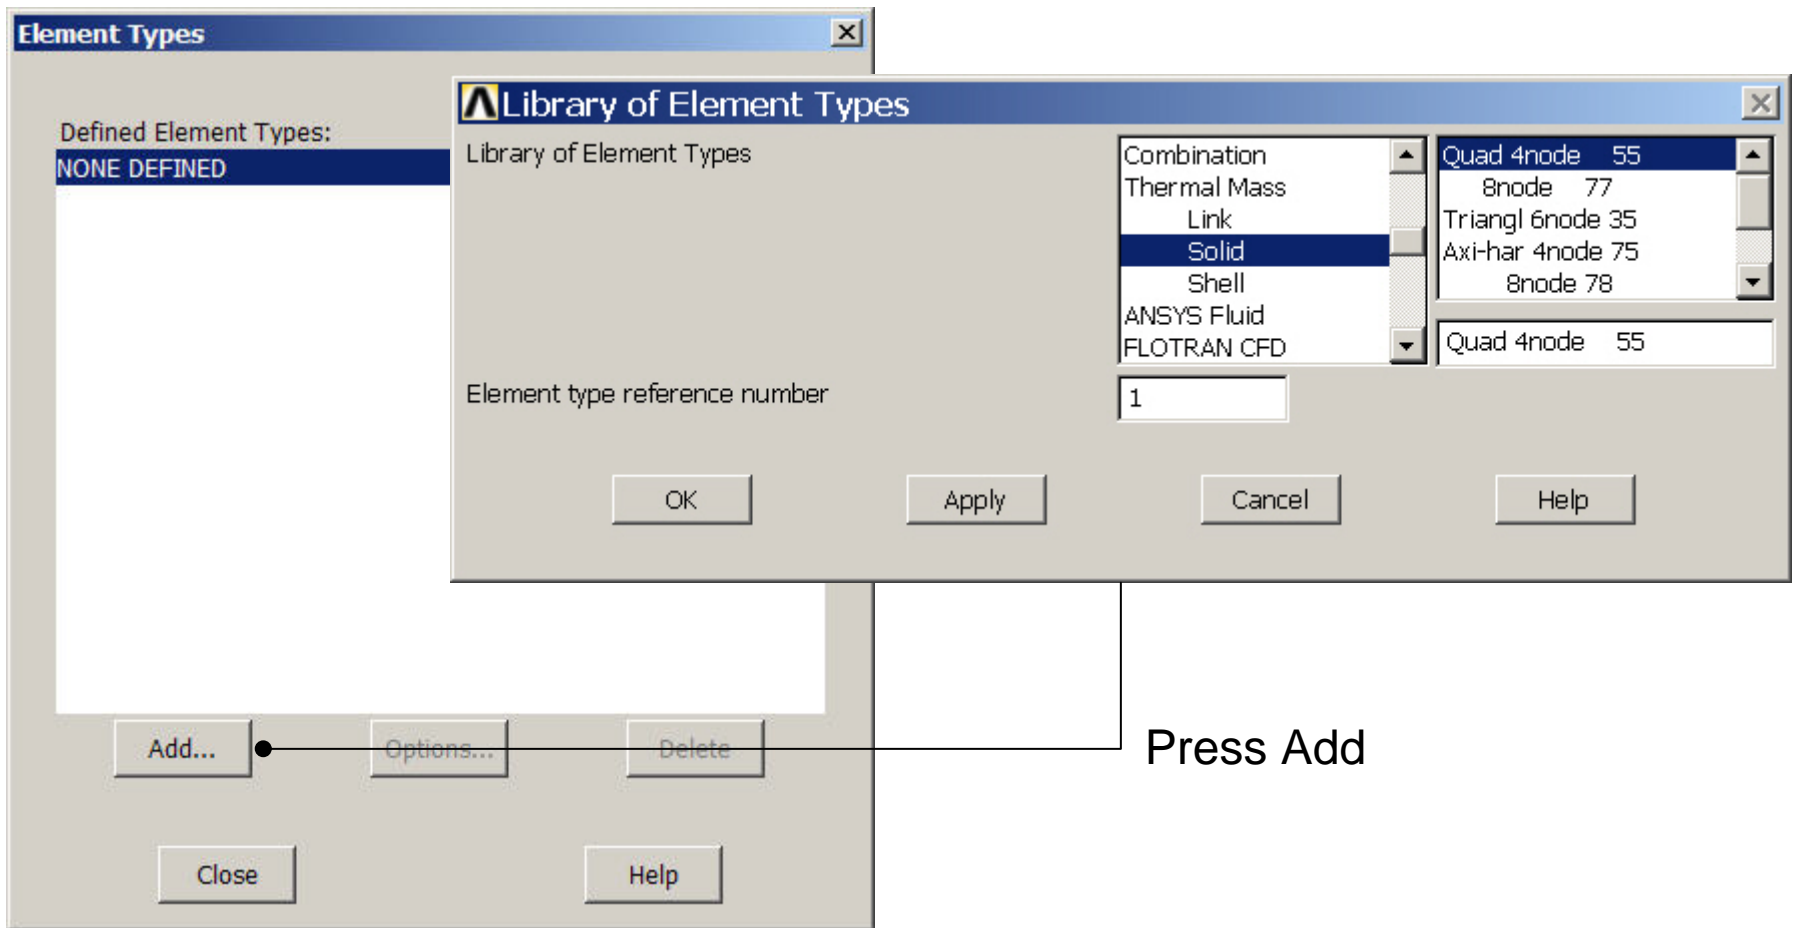 Element Types
Defined Element Types:
NONE DEFINED
Library of Element Types
Library of Element Types
Combination
Thermal Mass
Link
Solid
Shell
ANSYS Fluid
FLOTRAN CFD
Quad 4node 55
8node 77
Triangl 6node 35
Axi-har 4node 75
8node 78
Quad 4node 55
Element type reference number
1
OK Apply Cancel Help
Add... Options... Delete
Press Add
Close Help